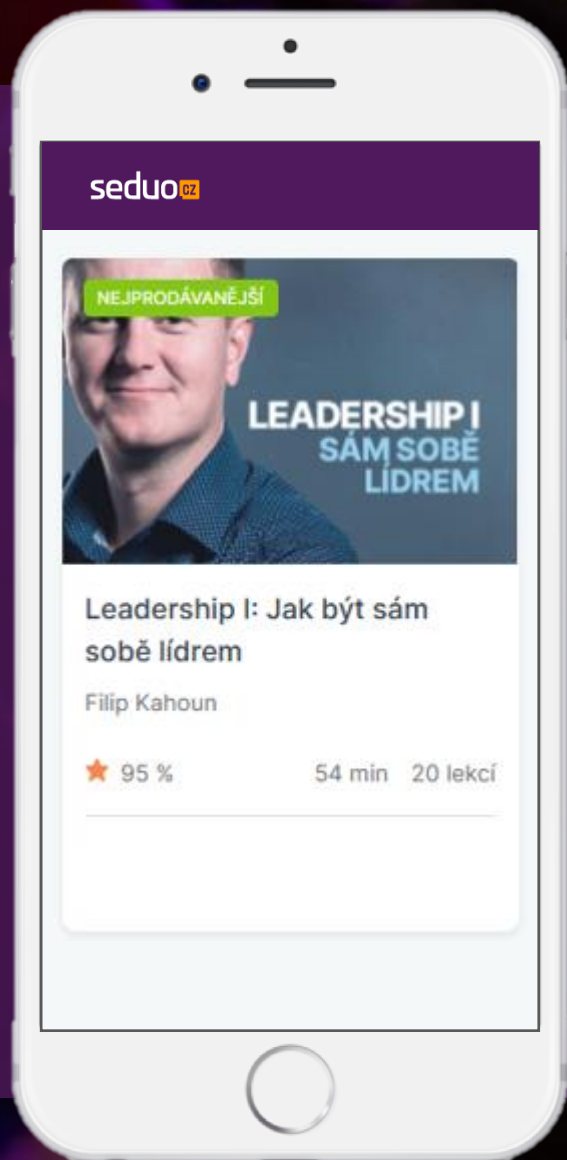 seduo CZ
NEJPRODÁVANĚJŠÍ
LEADERSHIP I
SÁM SOBĚ
LÍDREM
Leadership I: Jak být sám
sobě lídrem
Filip Kahoun
95 % 54 min 20 lekcí